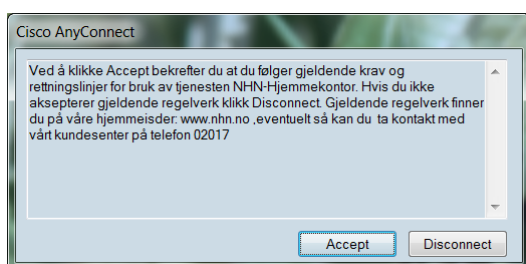 Cisco AnyConnect
Ved å klikke Accept bekrefter du at du følger gjeldende krav og
rettningslinjer for bruk av tjenesten NHN-Hjemmekontor. Hvis du ikke
aksepterer gjeldende regelverk klikk Disconnect. Gjeldende regelverk finner
du på våre hjemmeisder: www.nhn.no ,eventuelt så kan du ta kontakt med
vårt kundesenter på telefon 02017
Accept Disconnect